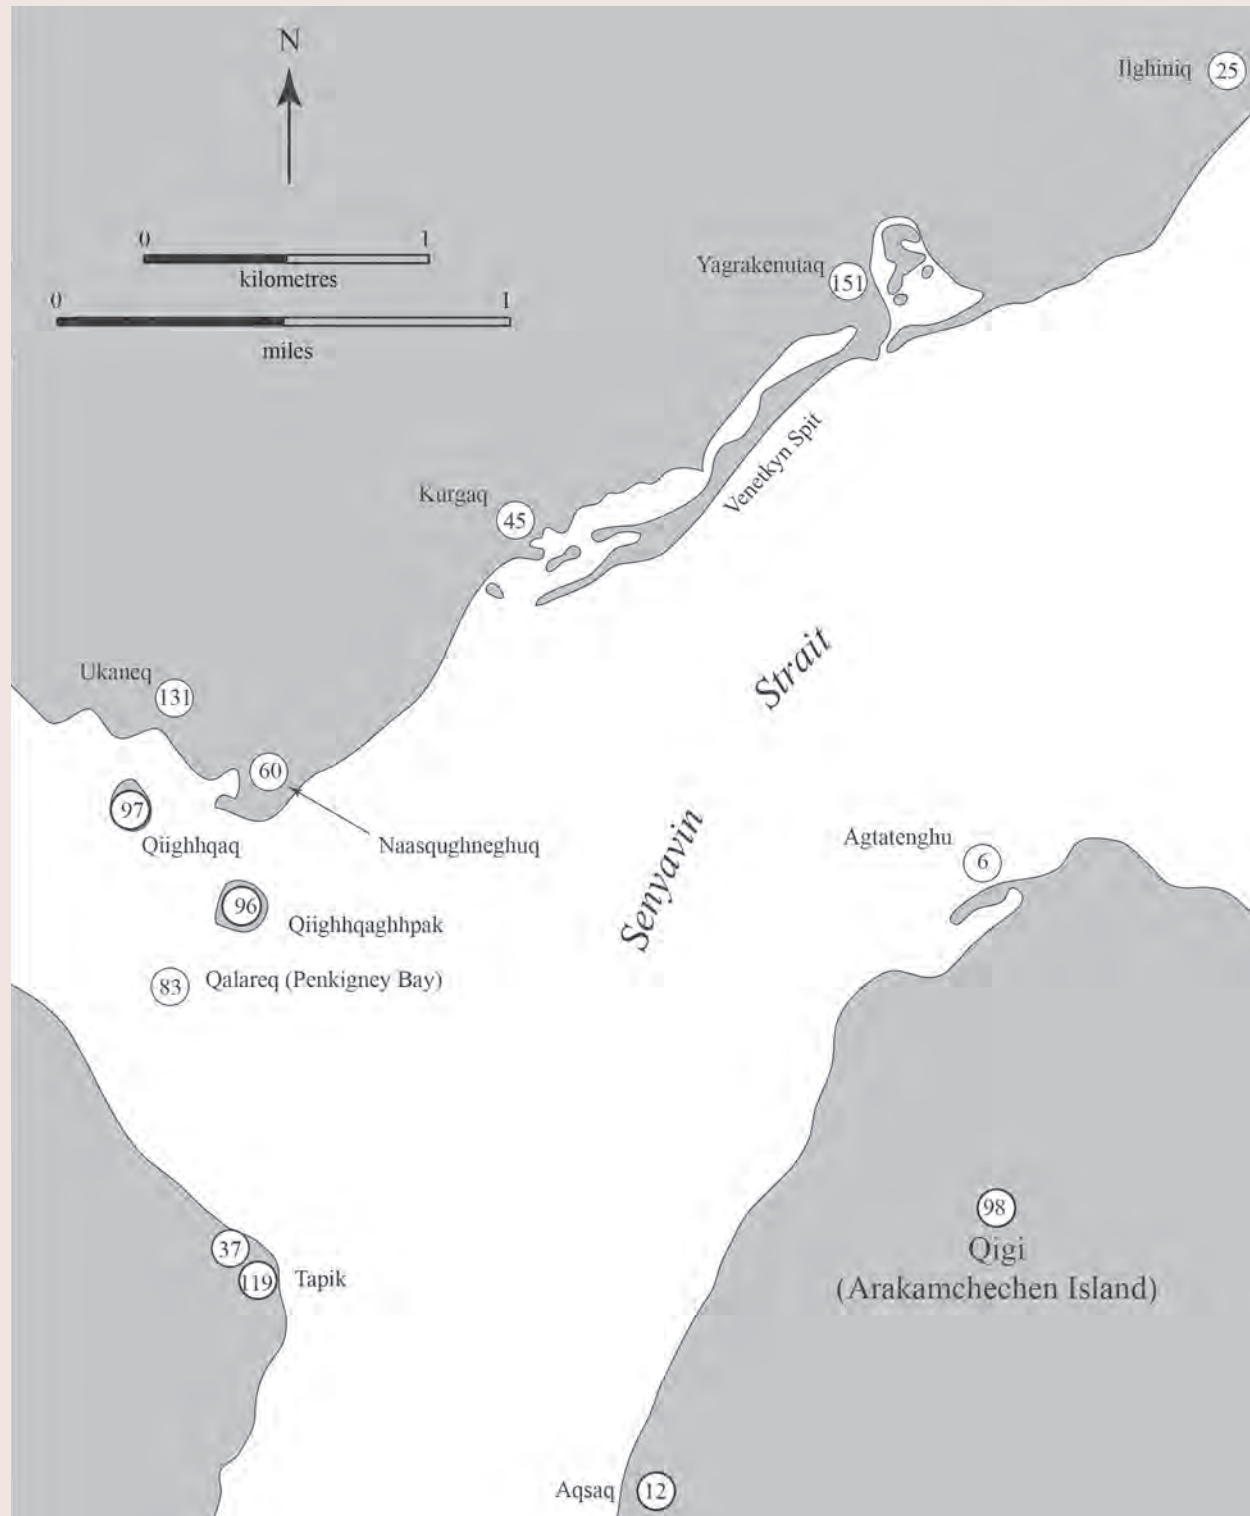 N
Ilghiniq 25
0 1
kilometres
0 1
miles
Yagrakenutaq
151
Venetkyn Spit
Kurgaq
45
Ukaneq
131
Strait
60
97
Qiighhqaq
Naasqughneghuq
Senyavin
Agtatenghu
6
96
Qiighhqaghhpak
83 Qalareq (Penkigney Bay)
98
Qigi
(Arakamchechen Island)
37
119 Tapik
Aqsaq 12